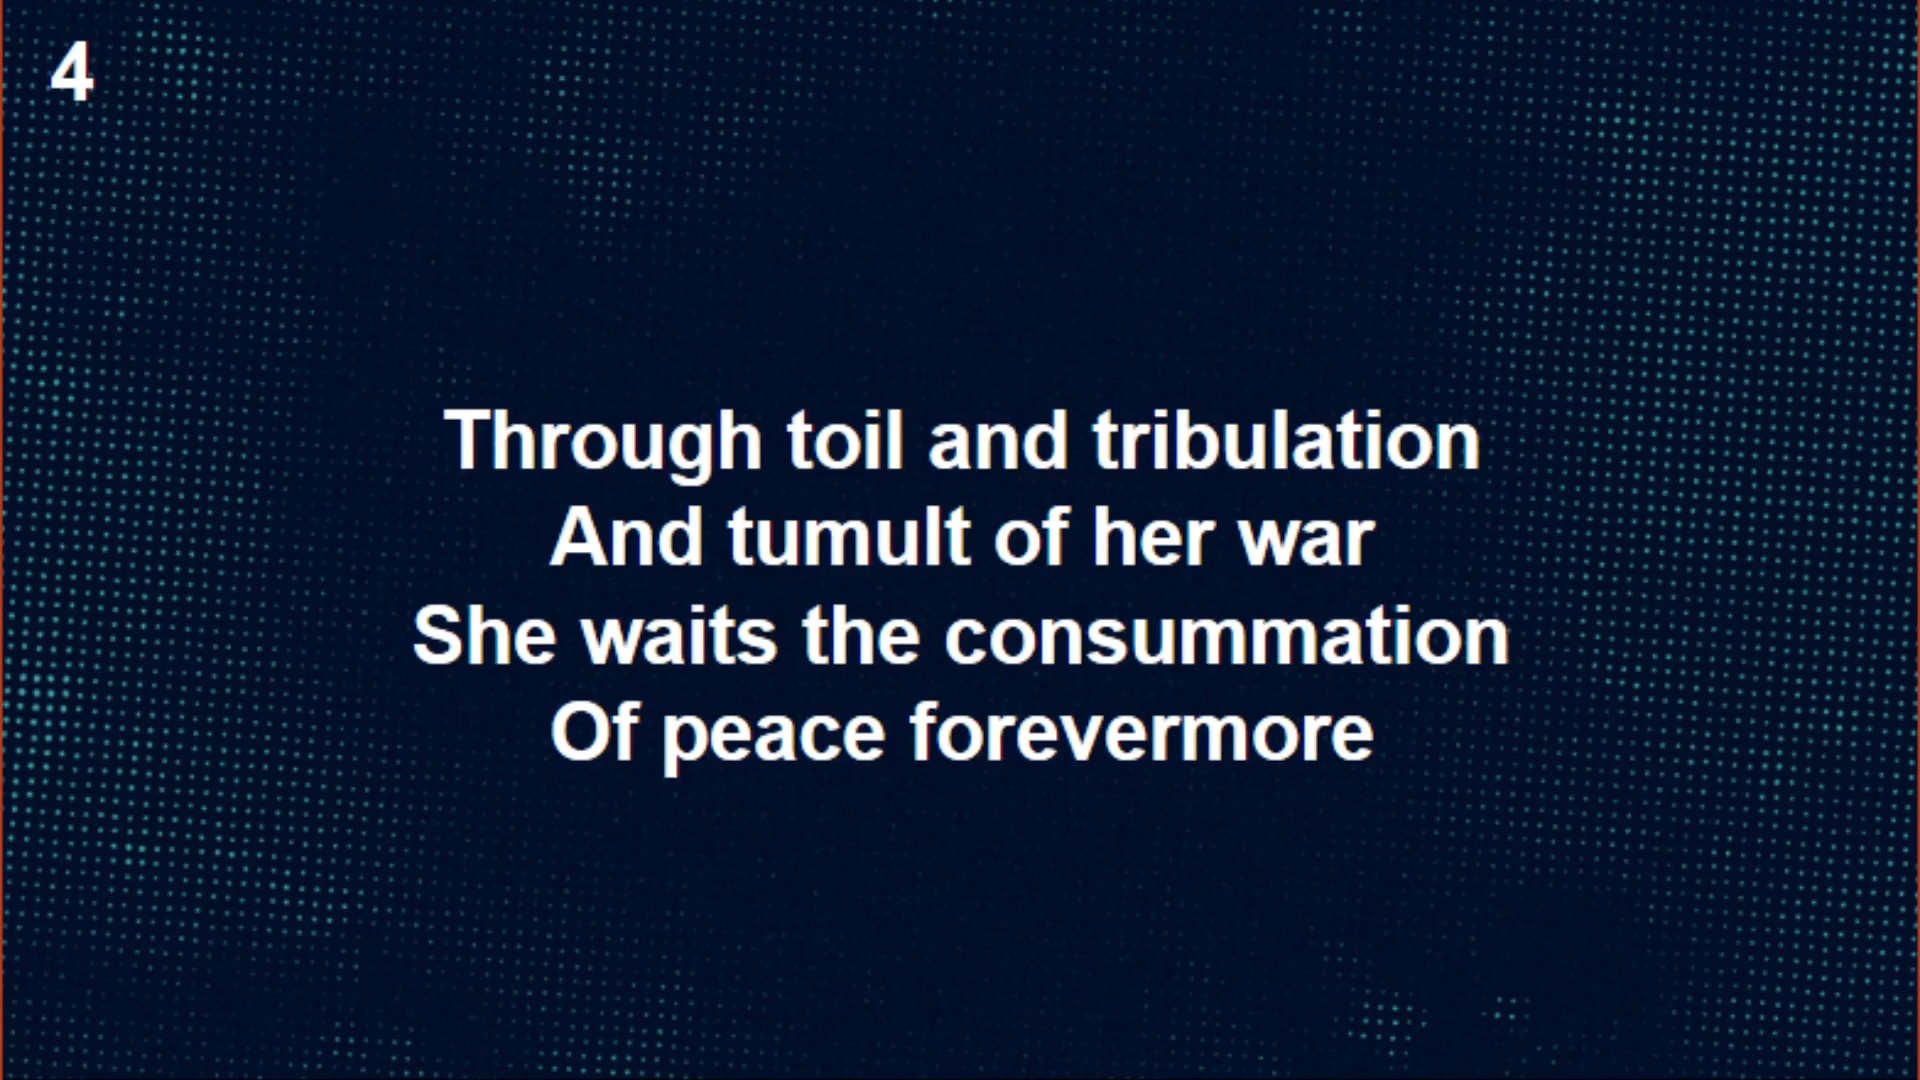 4
Through toil and tribulation
And tumult of her war
She waits the consummation
Of peace forevermore